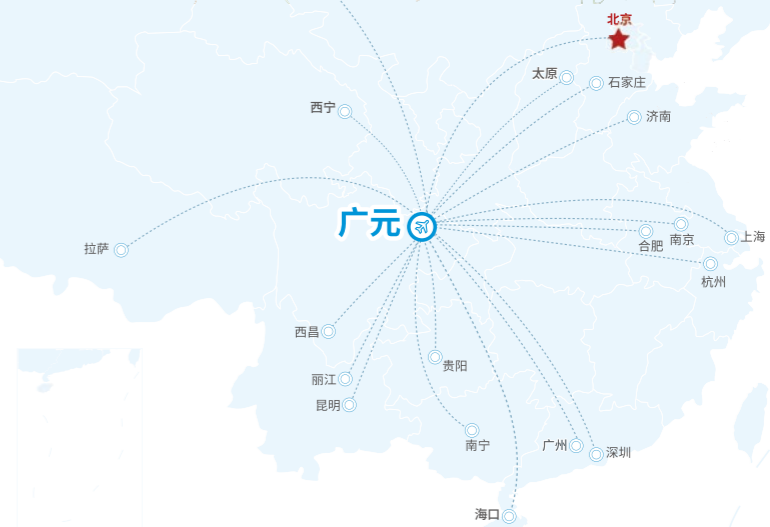 北京
太原
石家庄
西宁
济南
广元
拉萨
合肥
南京
上海
杭州
西昌
贵阳
丽江
昆明
南宁
广州
深圳
海口